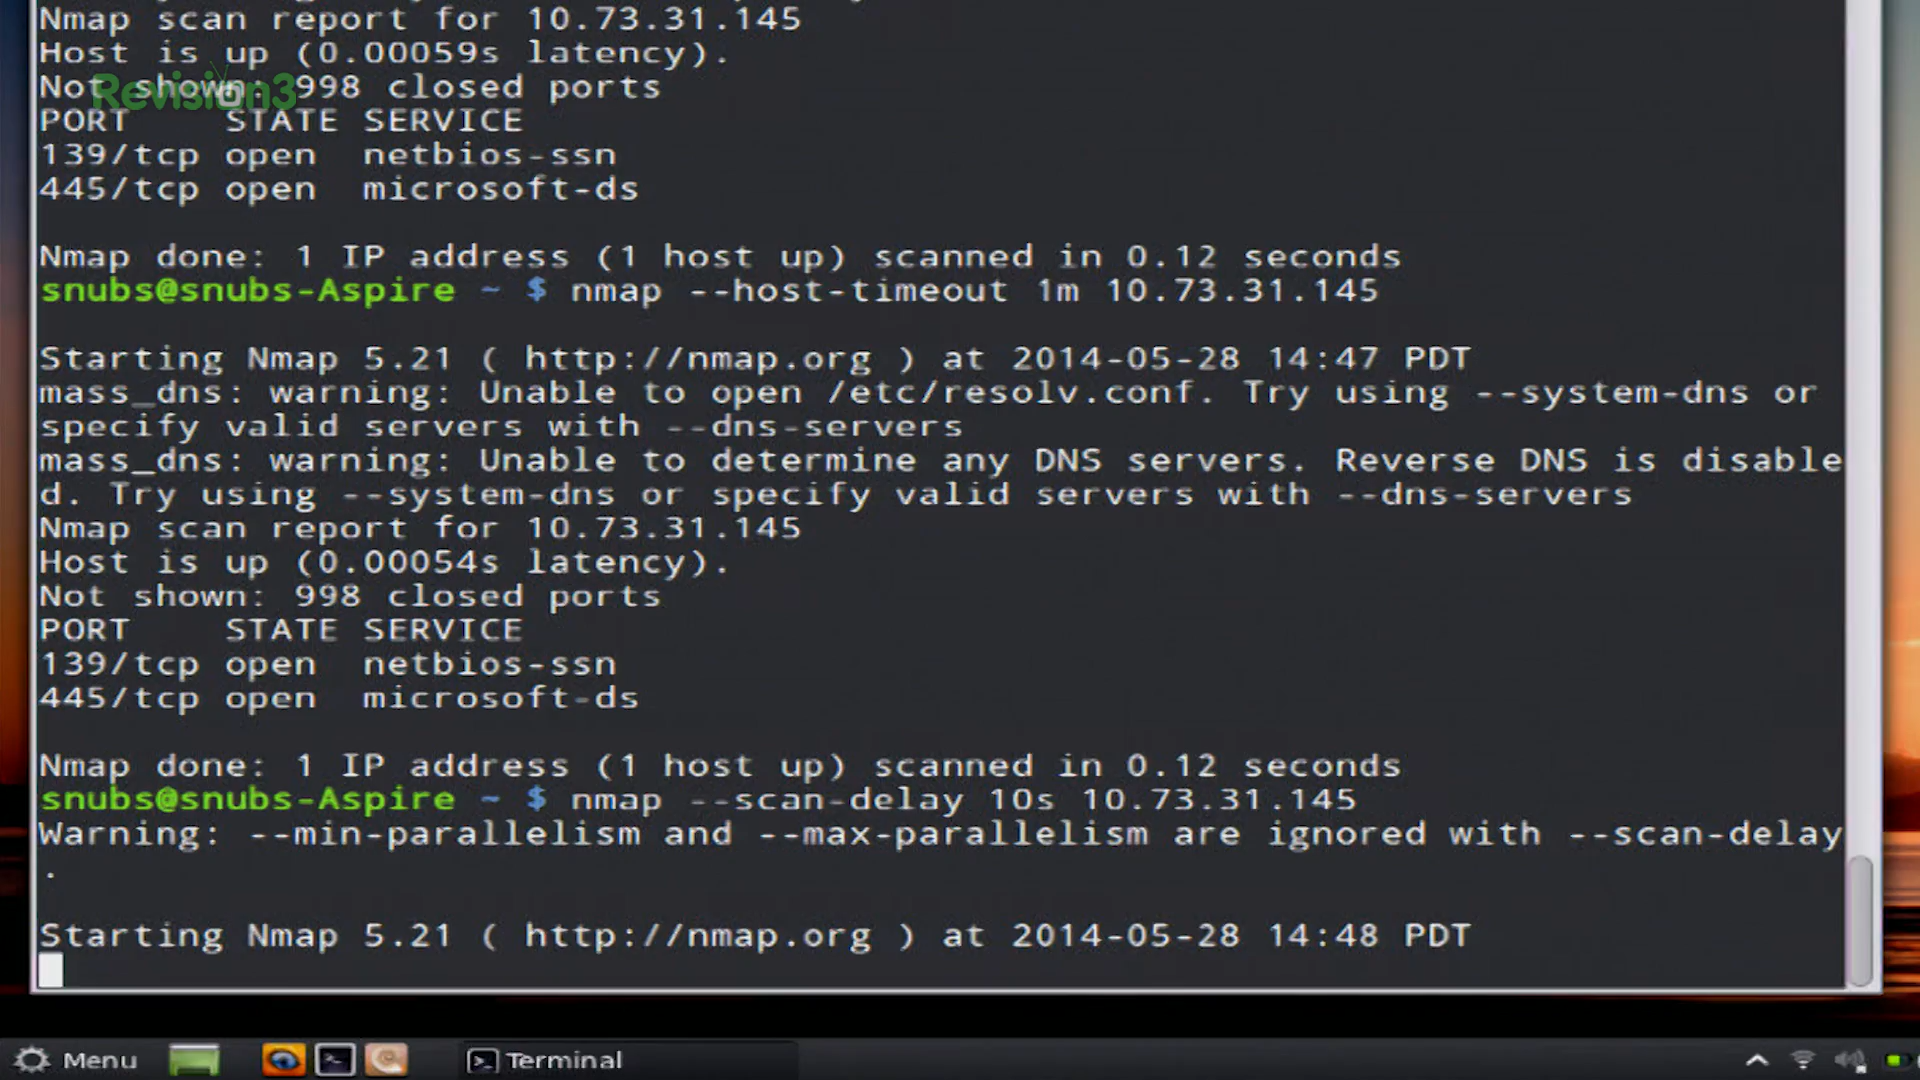 Nmap scan report for 10.73.31.145
Host is up (0.00059s latency).
Not shown: 998 closed ports
Revision3
PORT    STATE SERVICE
139/tcp open  netbios-ssn
445/tcp open  microsoft-ds
Nmap done: 1 IP address (1 host up) scanned in 0.12 seconds
snubs@snubs-Aspire ~ $ nmap --host-timeout 1m 10.73.31.145
Starting Nmap 5.21 ( http://nmap.org ) at 2014-05-28 14:47 PDT
mass_dns: warning: Unable to open /etc/resolv.conf. Try using --system-dns or
specify valid servers with --dns-servers
mass_dns: warning: Unable to determine any DNS servers. Reverse DNS is disable
d. Try using --system-dns or specify valid servers with --dns-servers
Nmap scan report for 10.73.31.145
Host is up (0.00054s latency).
Not shown: 998 closed ports
PORT    STATE SERVICE
139/tcp open  netbios-ssn
445/tcp open  microsoft-ds
Nmap done: 1 IP address (1 host up) scanned in 0.12 seconds
snubs@snubs-Aspire ~ $ nmap --scan-delay 10s 10.73.31.145
Warning: --min-parallelism and --max-parallelism are ignored with --scan-delay
.
Starting Nmap 5.21 ( http://nmap.org ) at 2014-05-28 14:48 PDT
Menu
Terminal